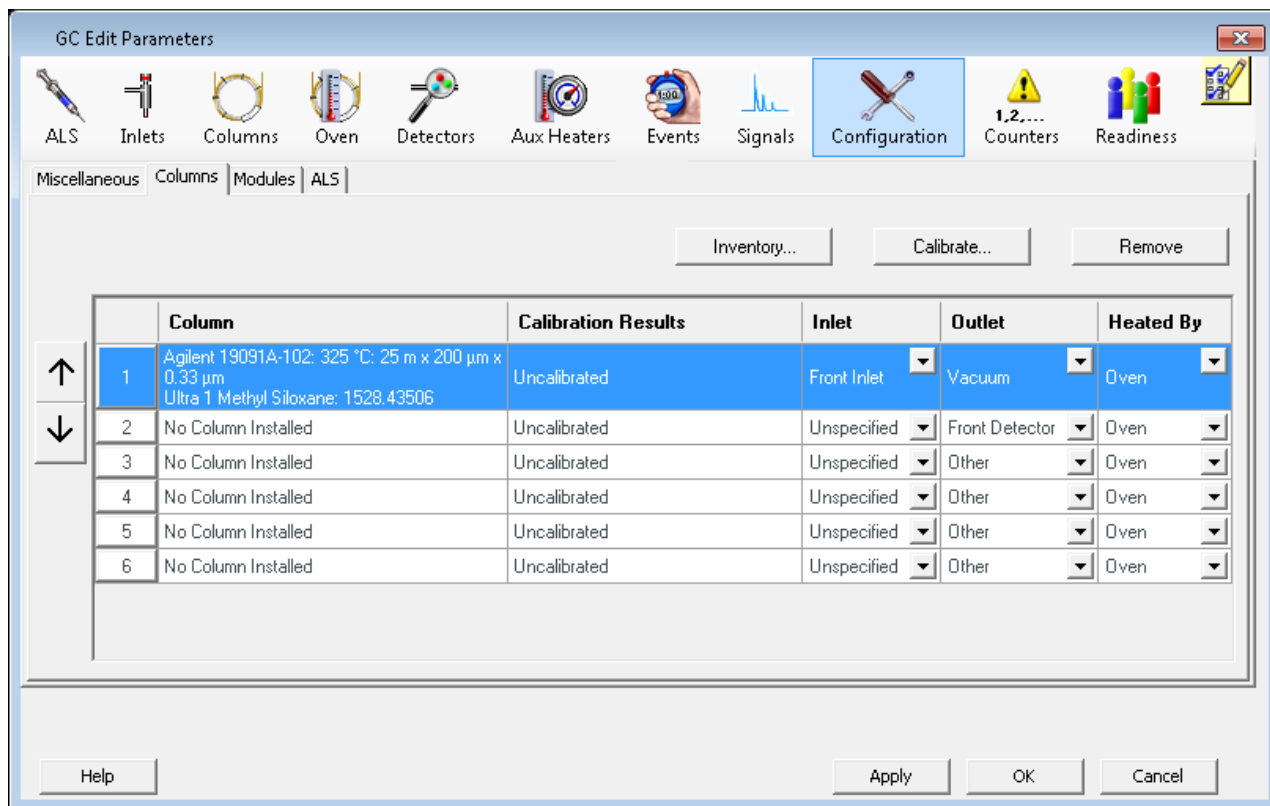 GC Edit Parameters
1:00
1,2,...
ALS Inlets Columns Oven Detectors Aux Heaters Events Signals Configuration Counters Readiness
Miscellaneous Columns Modules ALS
Inventory... Calibrate... Remove
Column Calibration Results Inlet Outlet Heated By
Agilent 19091A-102: 325 °C: 25 m x 200 µm x
1 0.33 µm Uncalibrated Front Inlet Vacuum Oven
Ultra 1 Methyl Siloxane: 1528.43506
2 No Column Installed Uncalibrated Unspecified Front Detector Oven
3 No Column Installed Uncalibrated Unspecified Other Oven
4 No Column Installed Uncalibrated Unspecified Other Oven
5 No Column Installed Uncalibrated Unspecified Other Oven
6 No Column Installed Uncalibrated Unspecified Other Oven
Help Apply OK Cancel